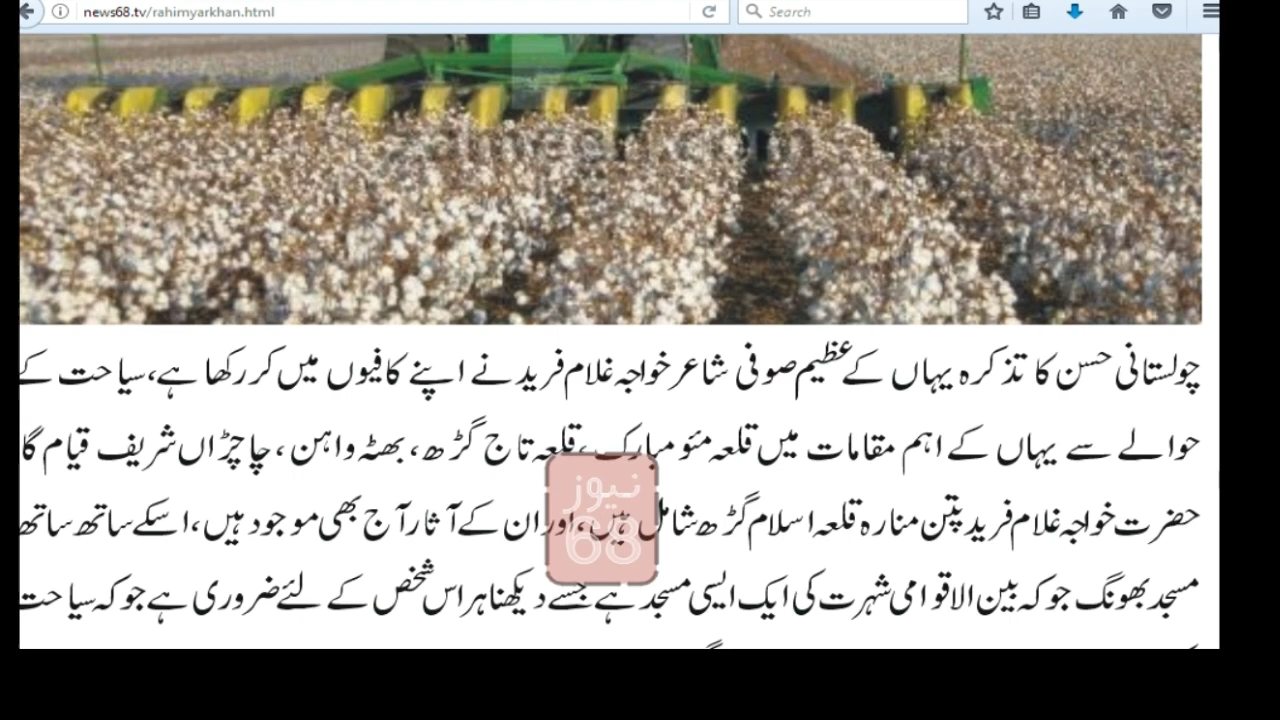 news68.tv/rahimyarkhan.html
Search
چولستانی حسن کا تذکرہ یہاں کے عظیم صوفی شاعر خواجہ غلام فرید نے اپنے کافیوں میں کر رکھا ہے، سیاحت کے
حوالے سے یہاں کے اہم مقامات میں قلعہ مئو مبارک، قلعہ تاج گڑھ، بھٹہ واہن، چاچڑاں شریف قیام گا
حضرت خواجہ غلام فرید پتن منارہ قلعہ اسلام گڑھ شامل ہیں، اور ان کے آثار آج بھی موجود ہیں، اسکے ساتھ ساتھ
مسجد بھونگ جو کہ بین الاقوامی شہرت کی ایک ایسی مسجد ہے جسے دیکھنا ہر اس شخص کے لئے ضروری ہے جو کہ سیاحت
نیوز
68